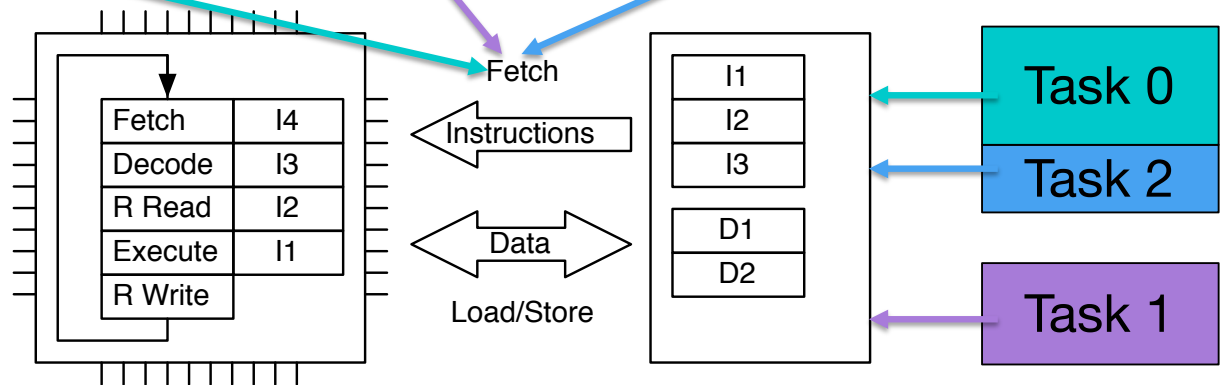 Fetch
Fetch I4
Decode I3
R Read I2
Execute I1
R Write
Instructions
Data
Load/Store
I1
I2
I3
D1
D2
Task 0
Task 2
Task 1